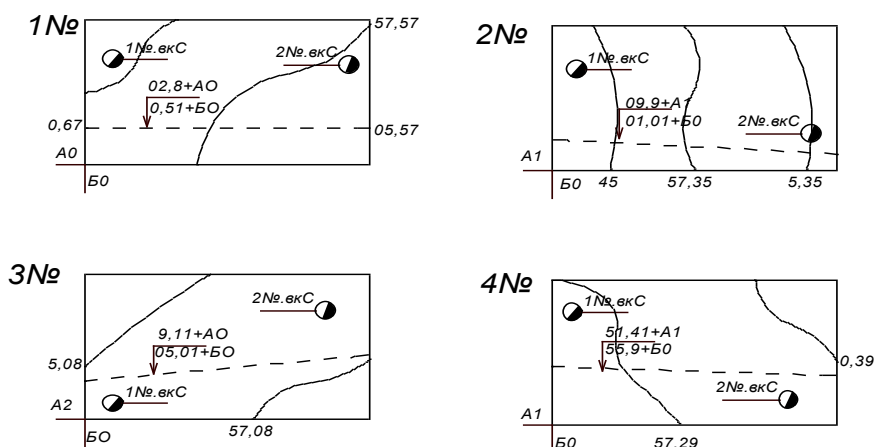 1№
57,57
1№.вкС
2№.вкС
02,8+АО
0,51+БО
0,67
05,57
А0
Б0
2№
1№.вкС
09,9+А1
01,01+Б0
2№.вкС
А1
Б0
45
57,35
5,35
3№
2№.вкС
9,11+АО
05,01+БО
5,08
1№.вкС
А2
БО
57,08
4№
1№.вкС
51,41+А1
55,9+Б0
0,39
2№.вкС
А1
Б0
57,29